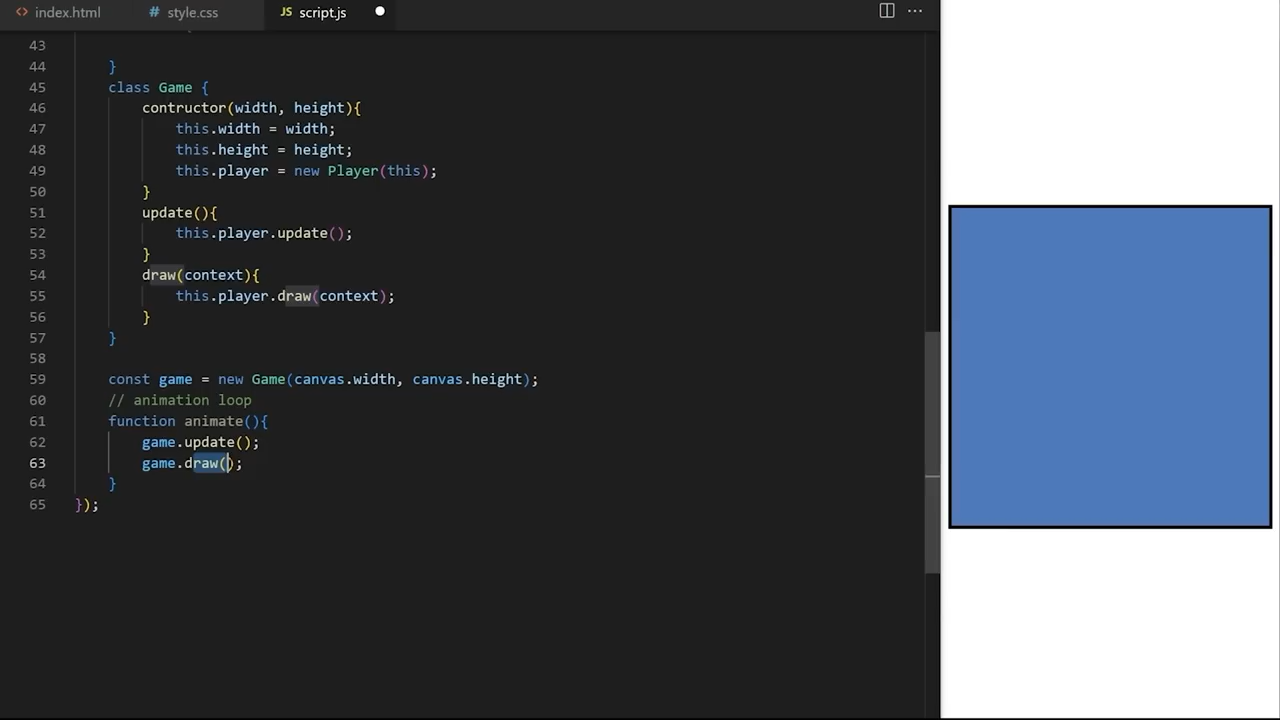 <> index.html # style.css JS script.js
43
44 }
45 class Game {
46 contructor(width, height){
47 this.width = width;
48 this.height = height;
49 this.player = new Player(this);
50 }
51 update(){
52 this.player.update();
53 }
54 draw(context){
55 this.player.draw(context);
56 }
57 }
58
59 const game = new Game(canvas.width, canvas.height);
60 // animation loop
61 function animate(){
62 game.update();
63 game.draw();
64 }
65 });